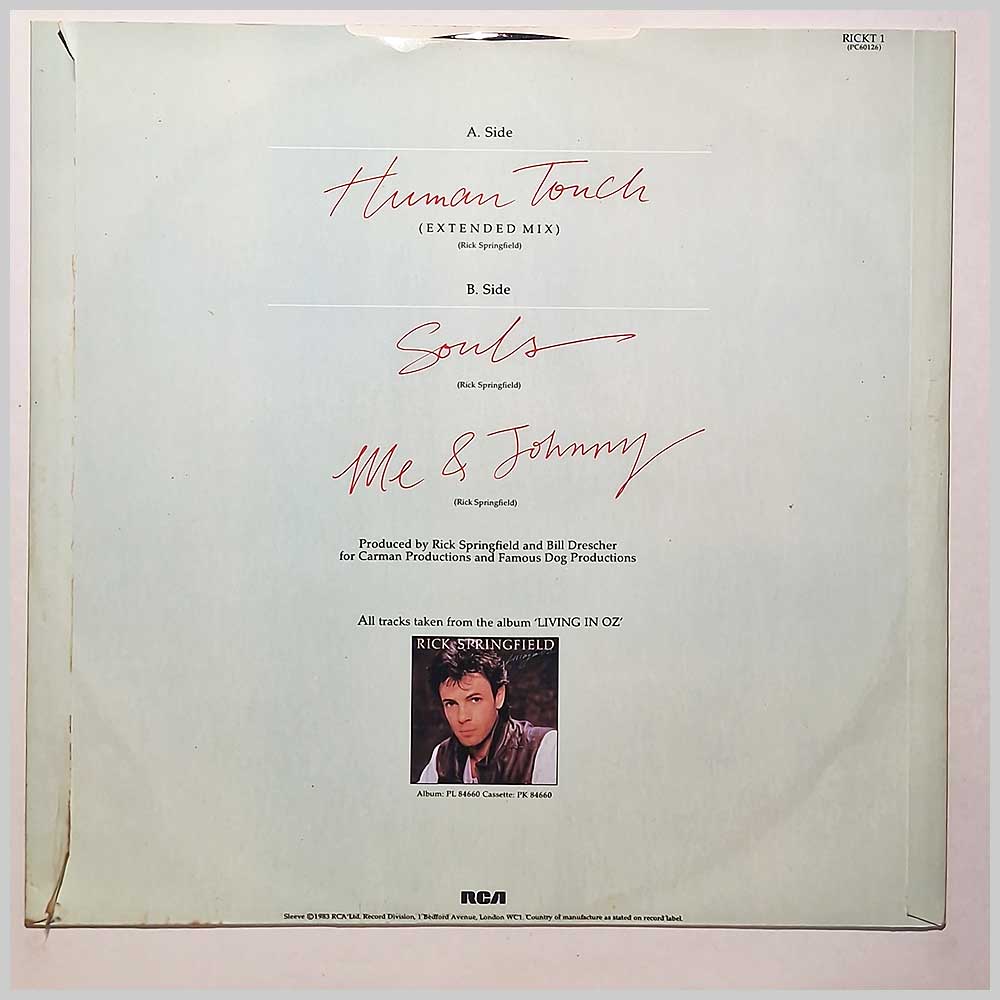 RICKT 1
(PC60126)
A. Side
Human Touch
(EXTENDED MIX)
(Rick Springfield)
B. Side
Souls
(Rick Springfield)
Me & Johnny
(Rick Springfield)
Produced by Rick Springfield and Bill Drescher
for Carman Productions and Famous Dog Productions
All tracks taken from the album ‘LIVING IN OZ’
RICK SPRINGFIELD
Album: PL 84660 Cassette: PK 84660
RCA
Sleeve ©1983 RCA Ltd. Record Division, 1 Bedford Avenue, London WC1. Country of manufacture as stated on record label.